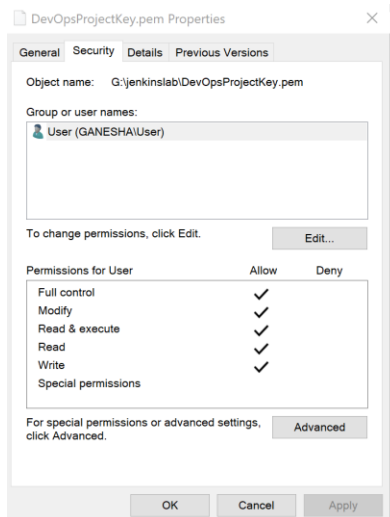 DevOpsProjectKey.pem Properties
General Security Details Previous Versions
Object name: G:\jenkinslab\DevOpsProjectKey.pem
Group or user names:
User (GANESHA\User)
To change permissions, click Edit.
Edit...
Permissions for User Allow Deny
Full control
Modify
Read & execute
Read
Write
Special permissions
For special permissions or advanced settings,
click Advanced.
Advanced
OK Cancel Apply